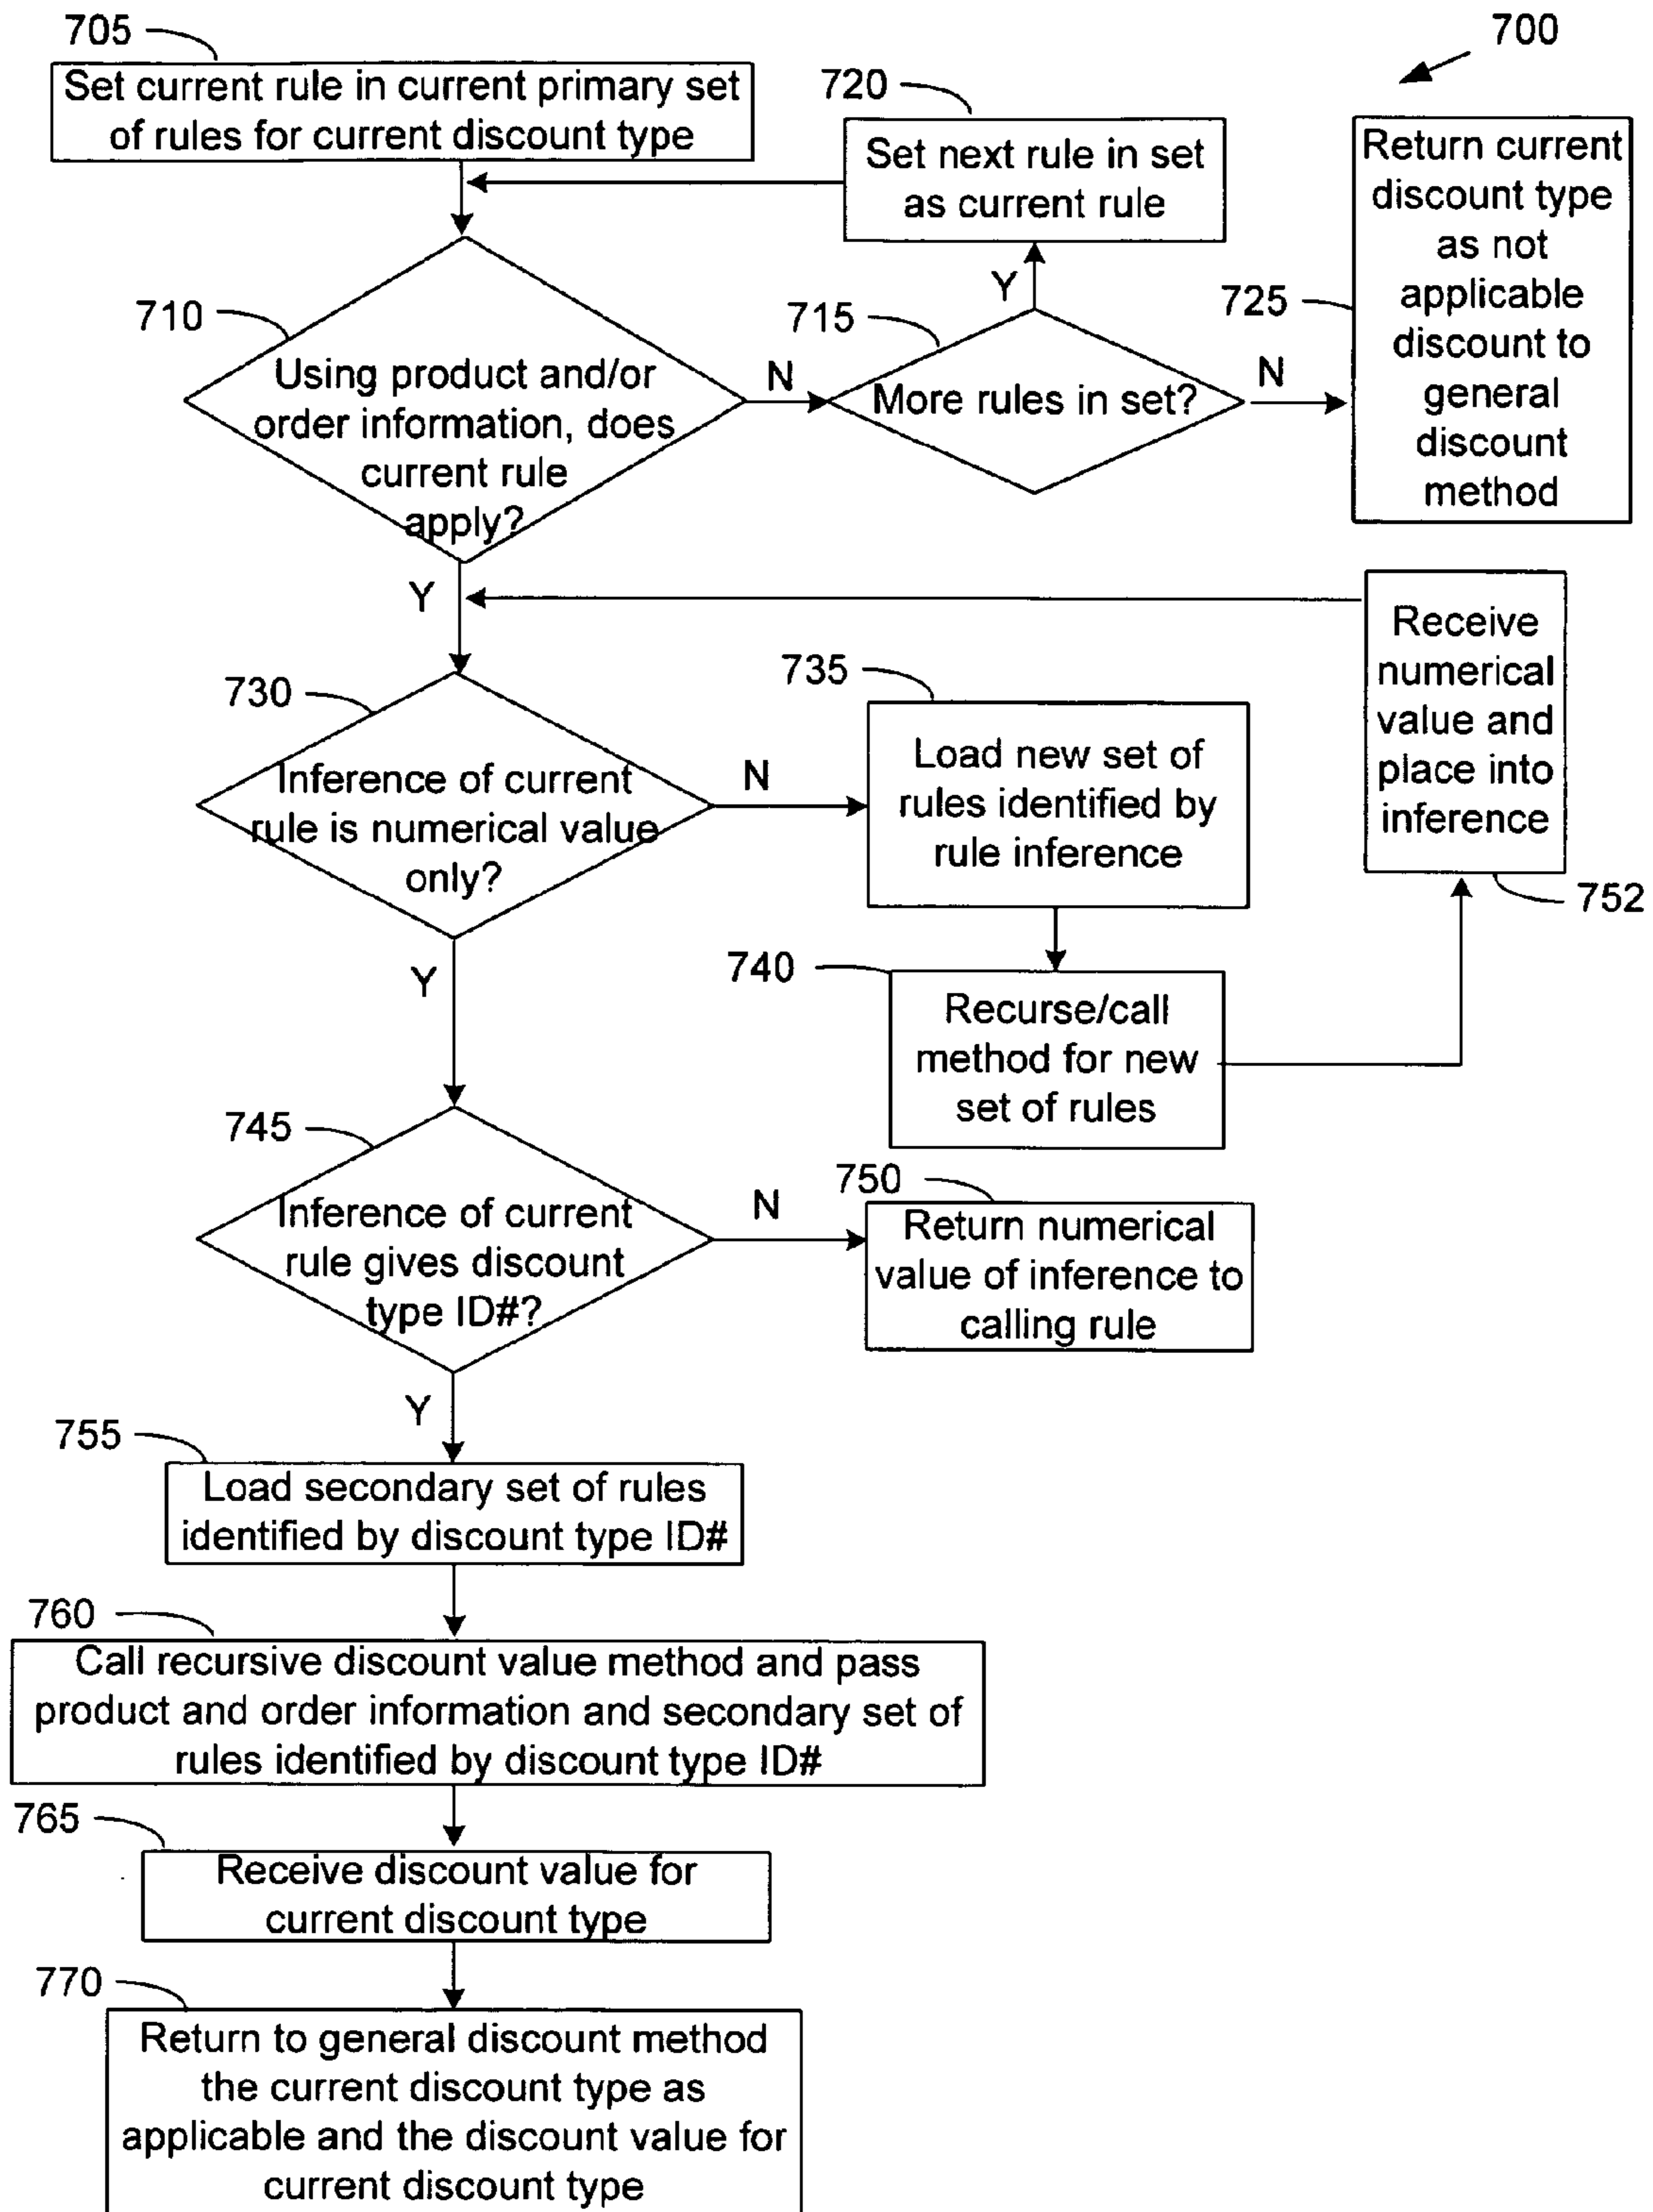 705
700
Set current rule in current primary set
of rules for current discount type
720
Set next rule in set
as current rule
Return current
discount type
as not
applicable
discount to
general
discount
method
710
715
Y
725
Using product and/or
order information, does
current rule
apply?
N
More rules in set?
N
Y
Receive
numerical
value and
place into
inference
752
730
735
Inference of current
rule is numerical value
only?
N
Load new set of
rules identified by
rule inference
Y
740
Recurse/call
method for new
set of rules
745
750
Inference of current
rule gives discount
type ID#?
N
Return numerical
value of inference to
calling rule
Y
755
Load secondary set of rules
identified by discount type ID#
760
Call recursive discount value method and pass
product and order information and secondary set of
rules identified by discount type ID#
765
Receive discount value for
current discount type
770
Return to general discount method
the current discount type as
applicable and the discount value for
current discount type